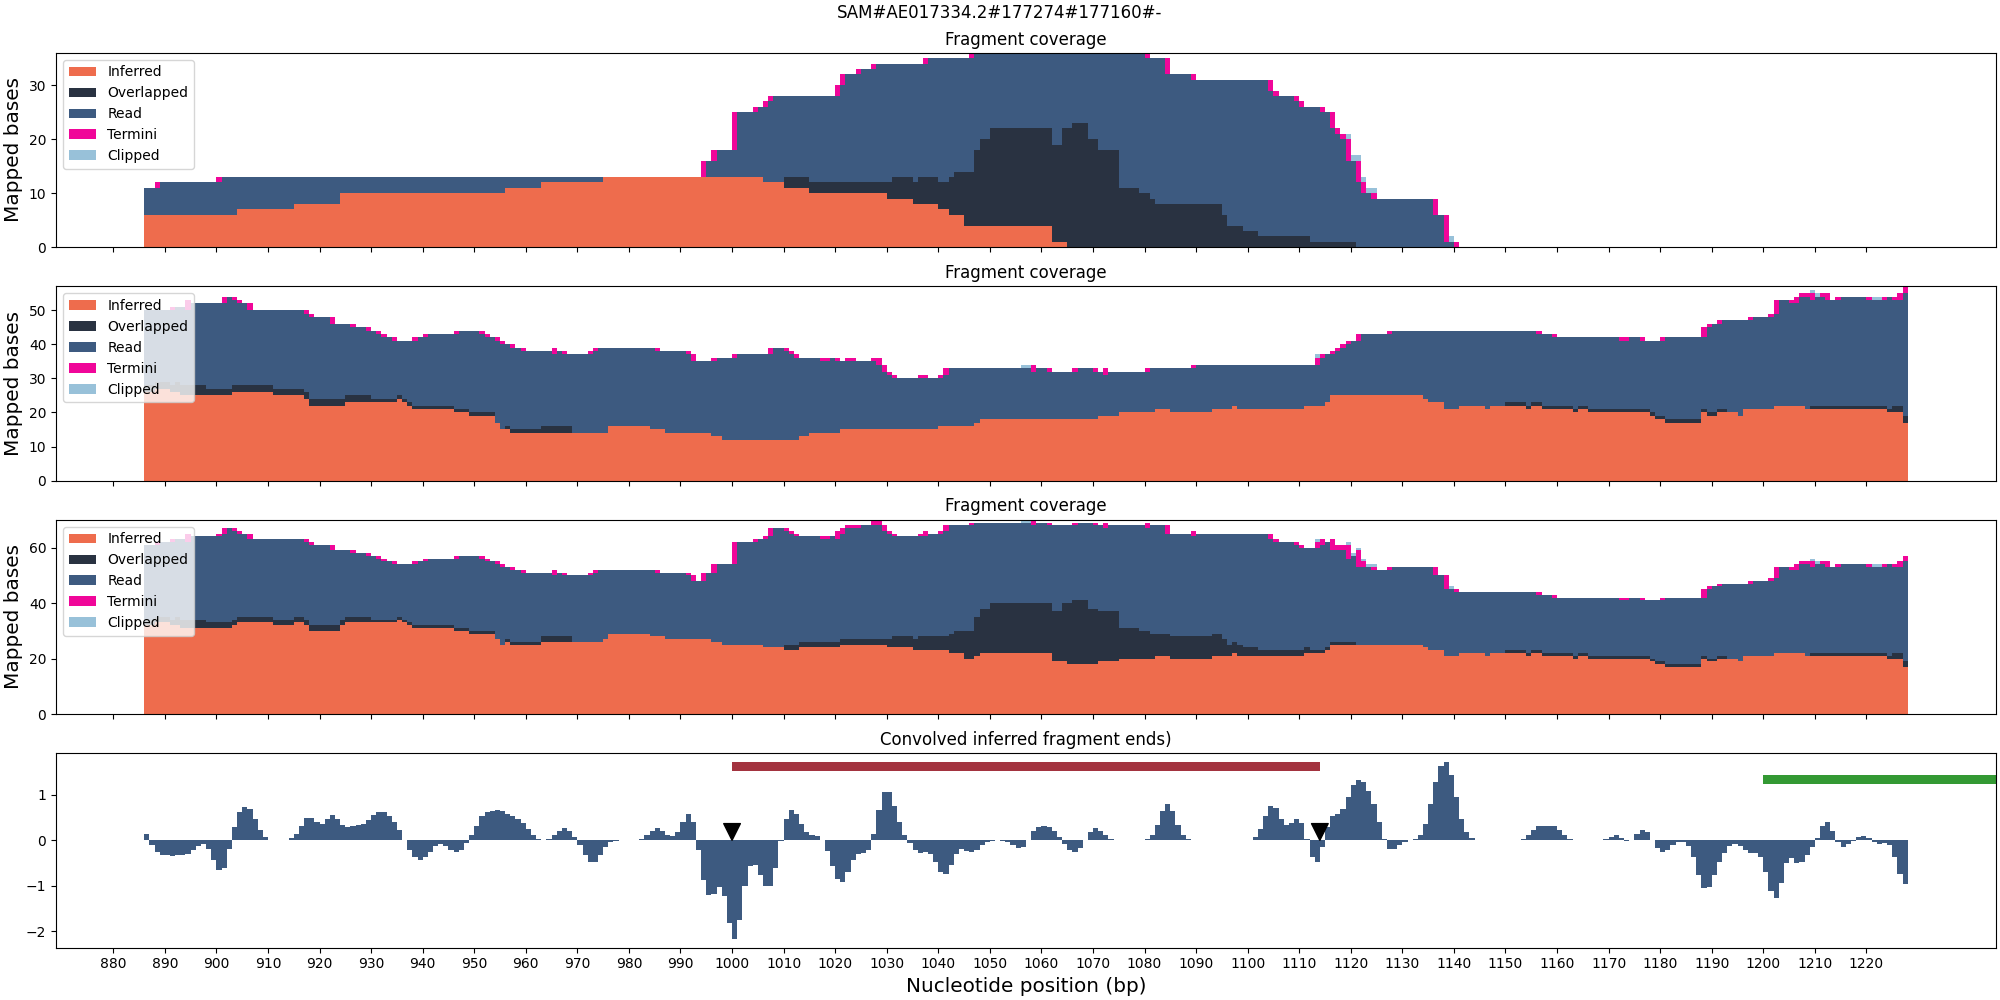 SAM#AE017334.2#177274#177160#-
Fragment coverage
Mapped bases
30
20
10
0
Inferred
Overlapped
Read
Termini
Clipped
Fragment coverage
Mapped bases
50
40
30
20
10
0
Inferred
Overlapped
Read
Termini
Clipped
Fragment coverage
Mapped bases
60
40
20
0
Inferred
Overlapped
Read
Termini
Clipped
Convolved inferred fragment ends)
1
0
−1
−2
880 890 900 910 920 930 940 950 960 970 980 990 1000 1010 1020 1030 1040 1050 1060 1070 1080 1090 1100 1110 1120 1130 1140 1150 1160 1170 1180 1190 1200 1210 1220
Nucleotide position (bp)